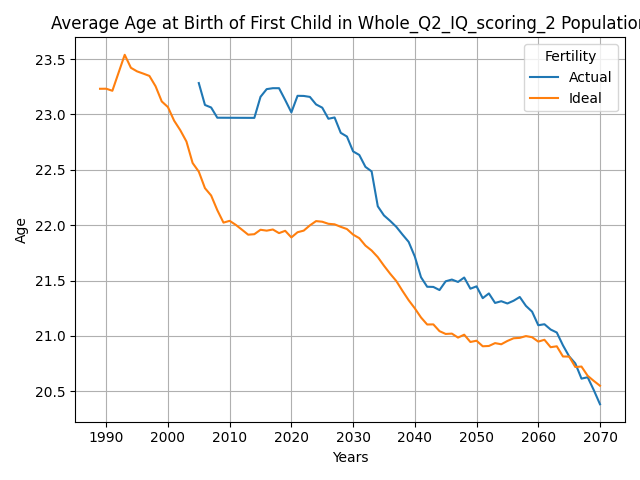 Average Age at Birth of First Child in Whole_Q2_IQ_scoring_2 Population
Fertility
Actual
Ideal
23.5
23.0
22.5
22.0
21.5
21.0
20.5
Age
1990 2000 2010 2020 2030 2040 2050 2060 2070
Years